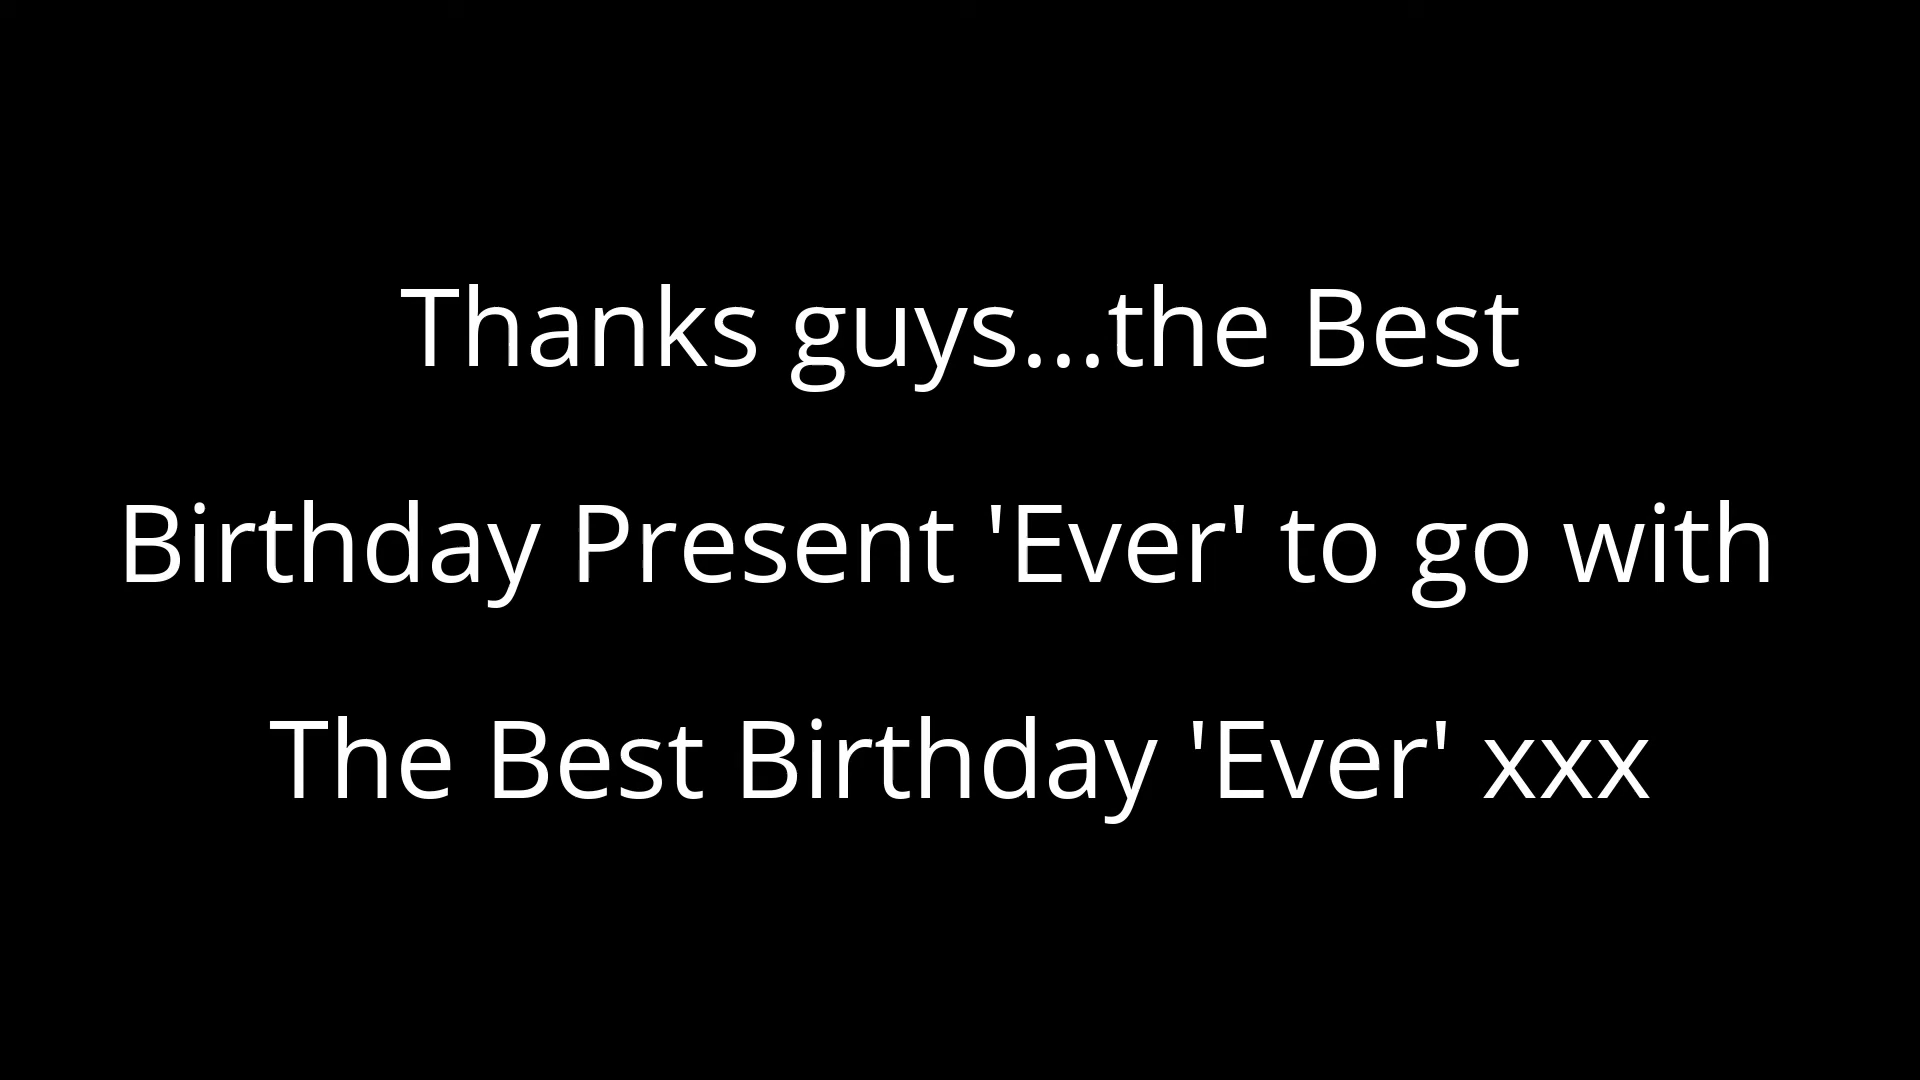 Thanks guys...the Best
Birthday Present 'Ever' to go with
The Best Birthday 'Ever' xxx